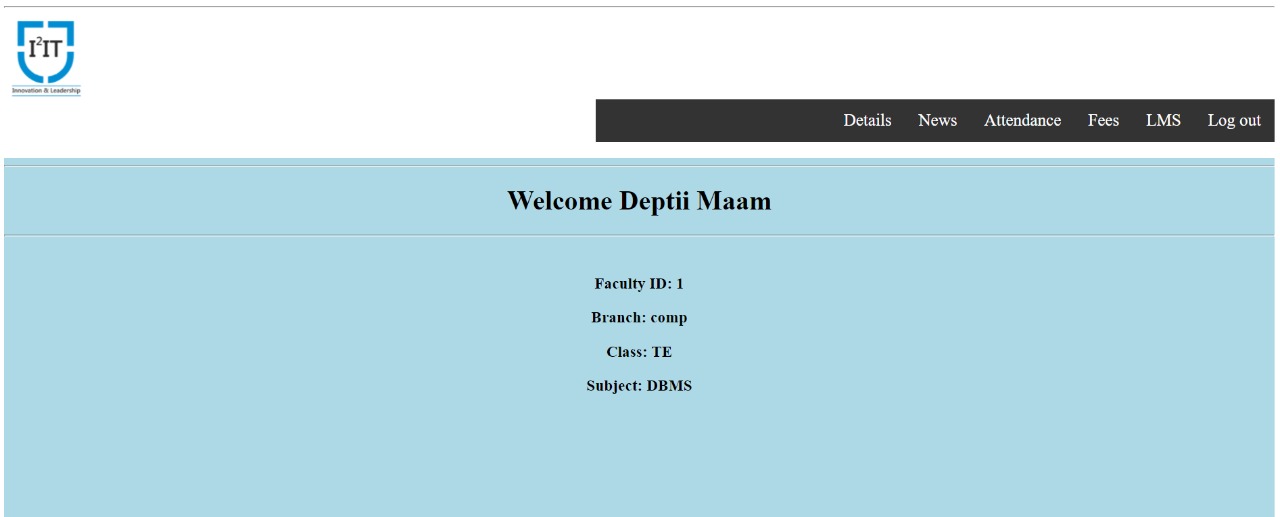 I²IT
Innovation & Leadership
Details News Attendance Fees LMS Log out
Welcome Deptii Maam
Faculty ID: 1
Branch: comp
Class: TE
Subject: DBMS